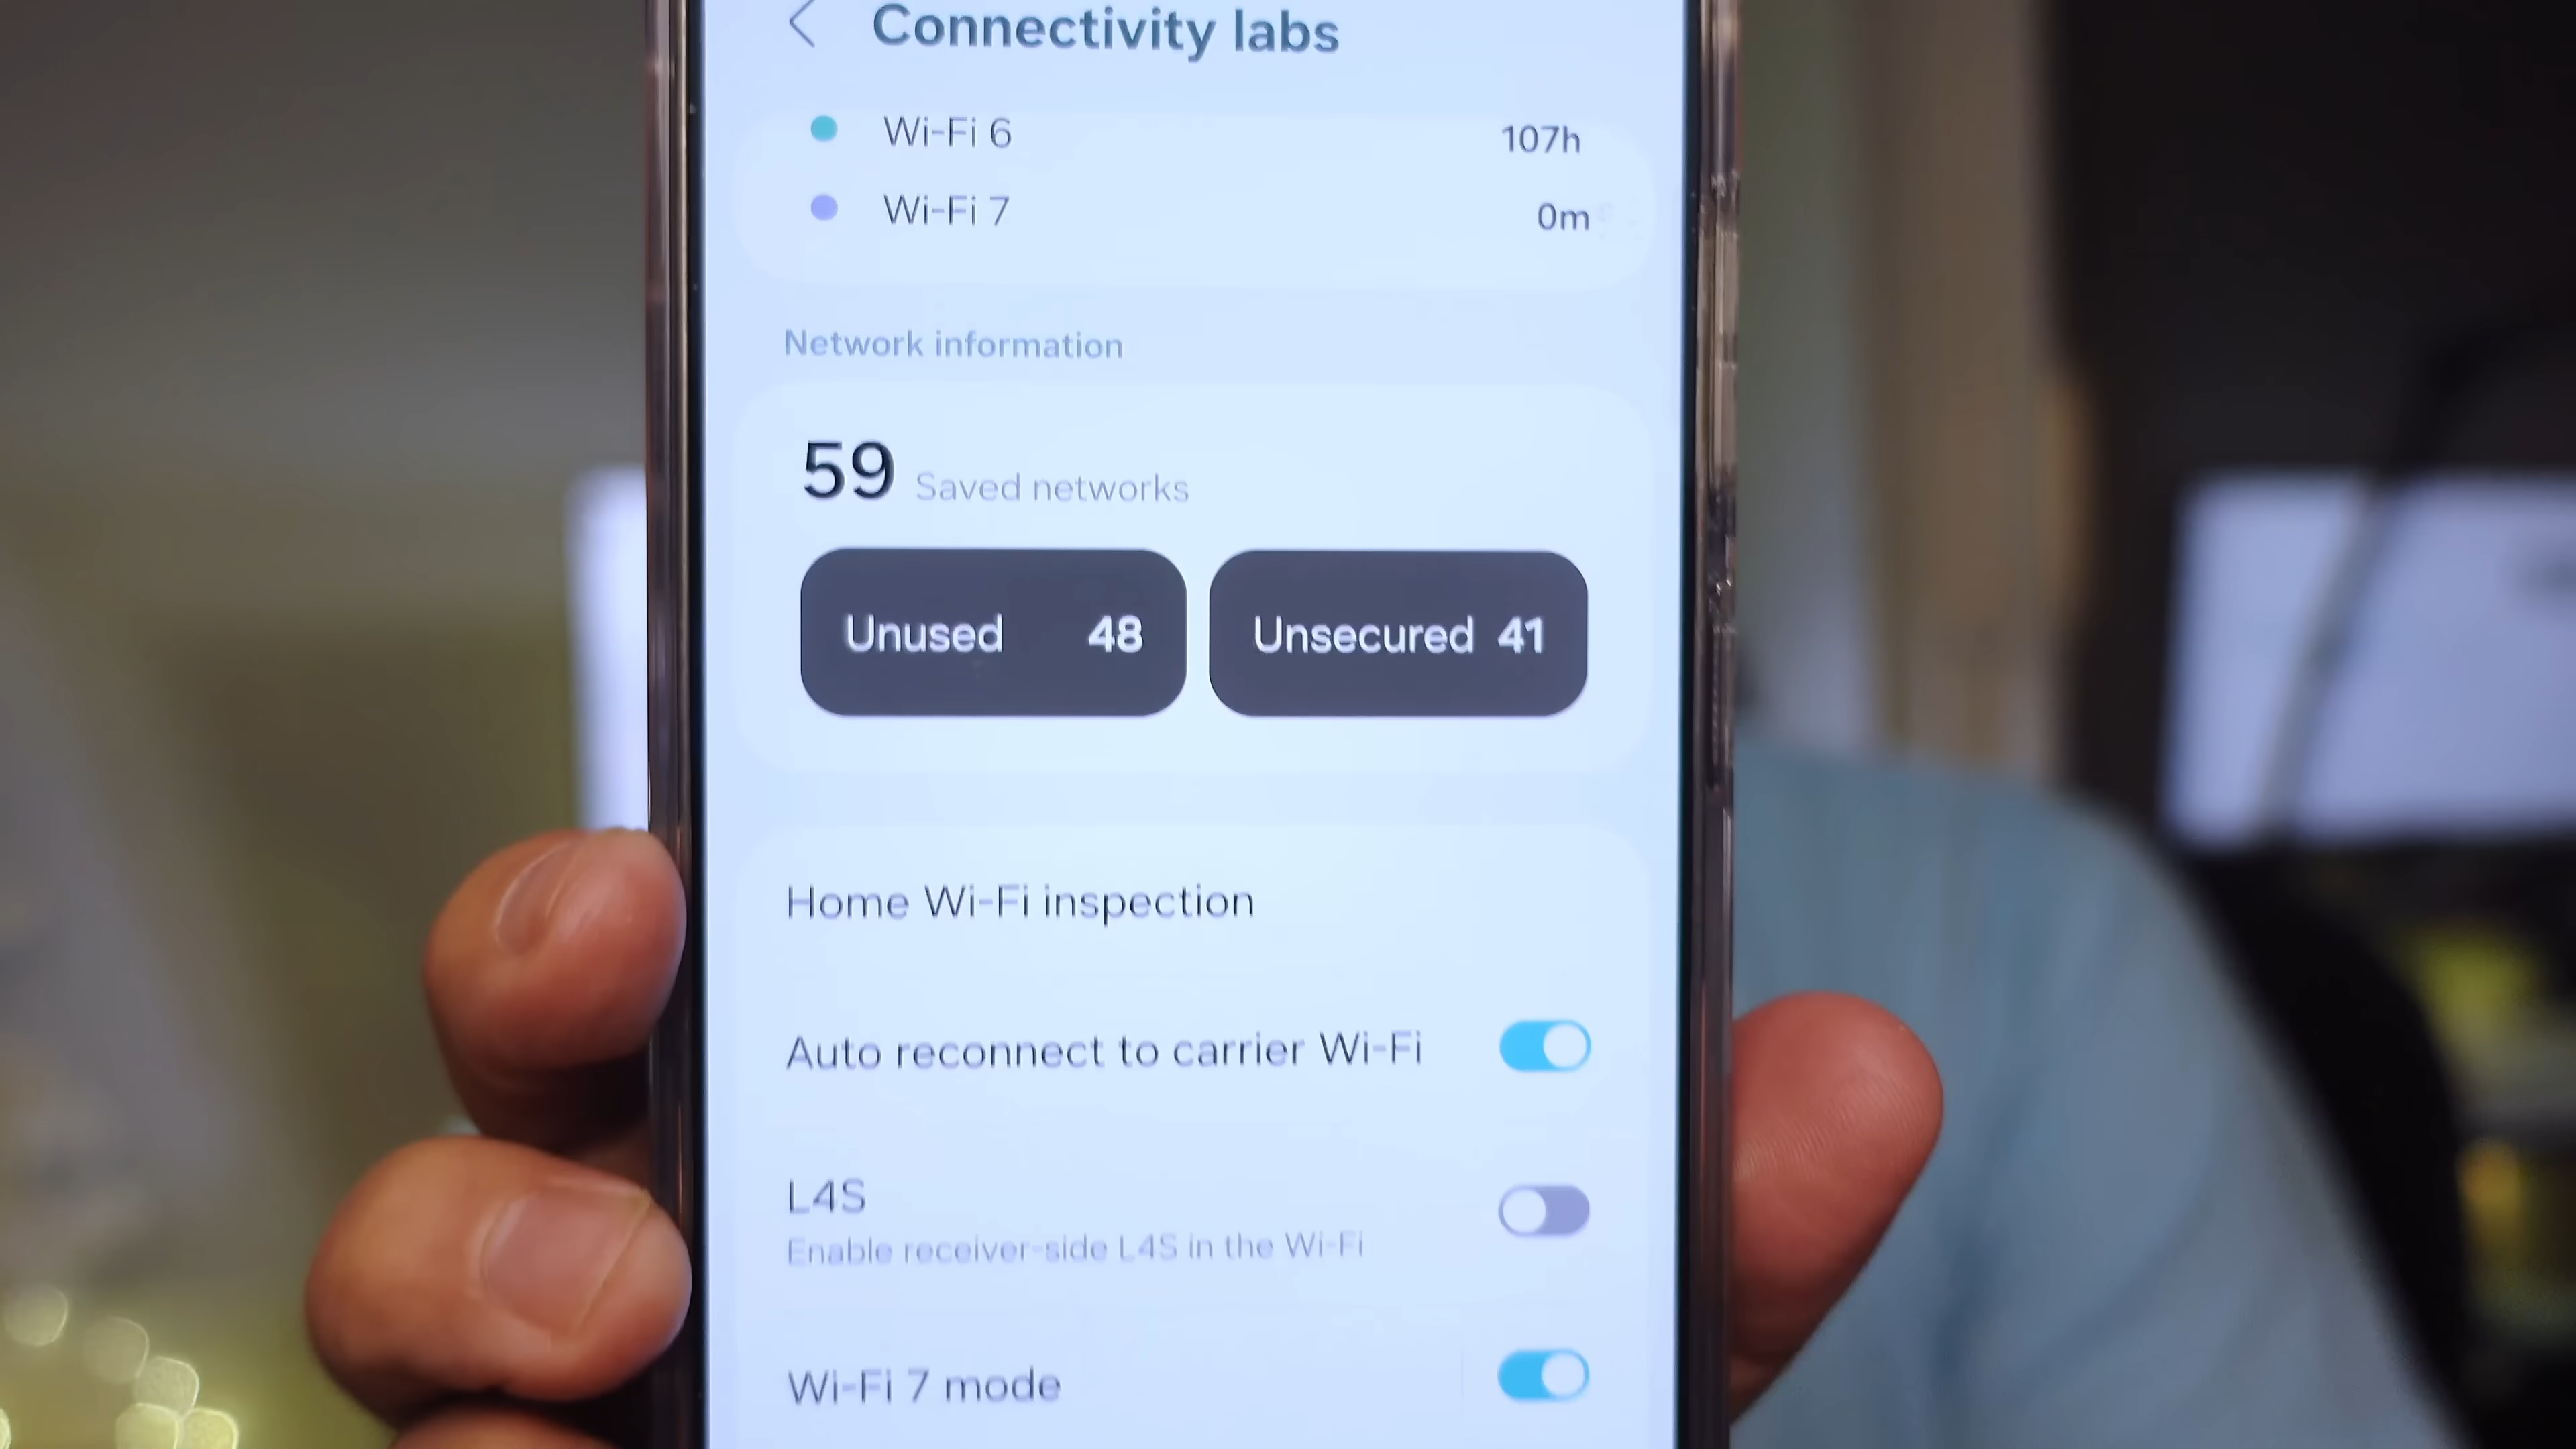 Connectivity labs
Wi-Fi 6 107h
Wi-Fi 7 0m
Network information
59 Saved networks
Unused 48 Unsecured 41
Home Wi-Fi inspection
Auto reconnect to carrier Wi-Fi
L4S
Enable receiver-side L4S in the Wi-Fi
Wi-Fi 7 mode